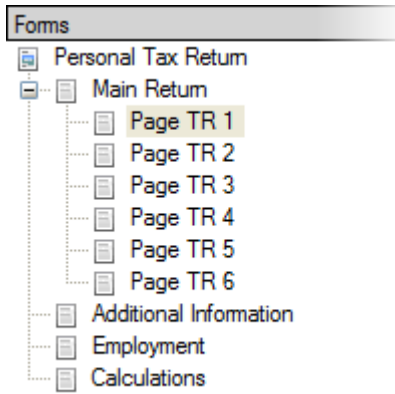 Forms
Personal Tax Return
Main Return
Page TR 1
Page TR 2
Page TR 3
Page TR 4
Page TR 5
Page TR 6
Additional Information
Employment
Calculations